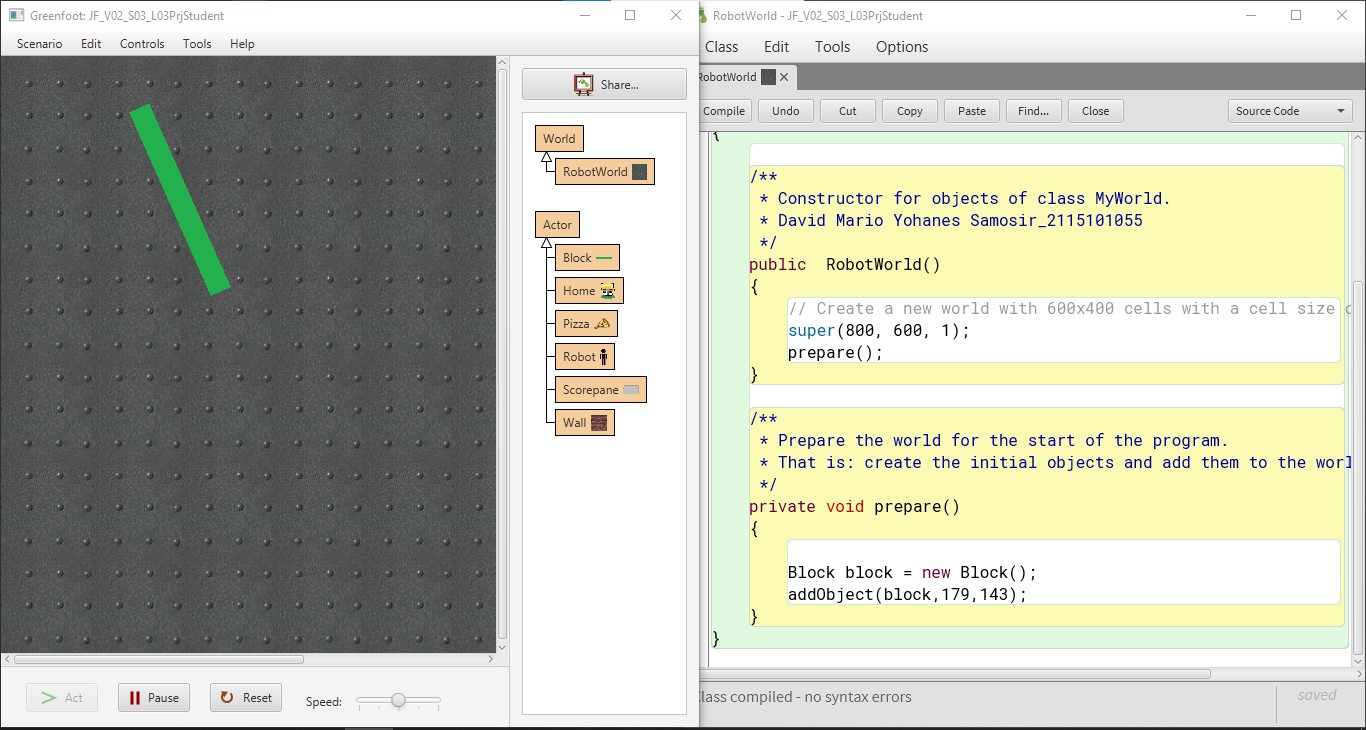 Greenfoot: JF_V02_S03_L03PrjStudent
Scenario Edit Controls Tools Help
Share...
World
RobotWorld
Actor
Block
Home
Pizza
Robot
Scorepane
Wall
Act Pause Reset Speed:
RobotWorld - JF_V02_S03_L03PrjStudent
Class Edit Tools Options
RobotWorld
Compile Undo Cut Copy Paste Find... Close Source Code
{
/**
* Constructor for objects of class MyWorld.
* David Mario Yohanes Samosir_2115101055
*/
public RobotWorld()
{
// Create a new world with 600x400 cells with a cell size
super(800, 600, 1);
prepare();
}
/**
* Prepare the world for the start of the program.
* That is: create the initial objects and add them to the
*/
private void prepare()
{
Block block = new Block();
addObject(block,179,143);
}
}
Class compiled - no syntax errors
saved